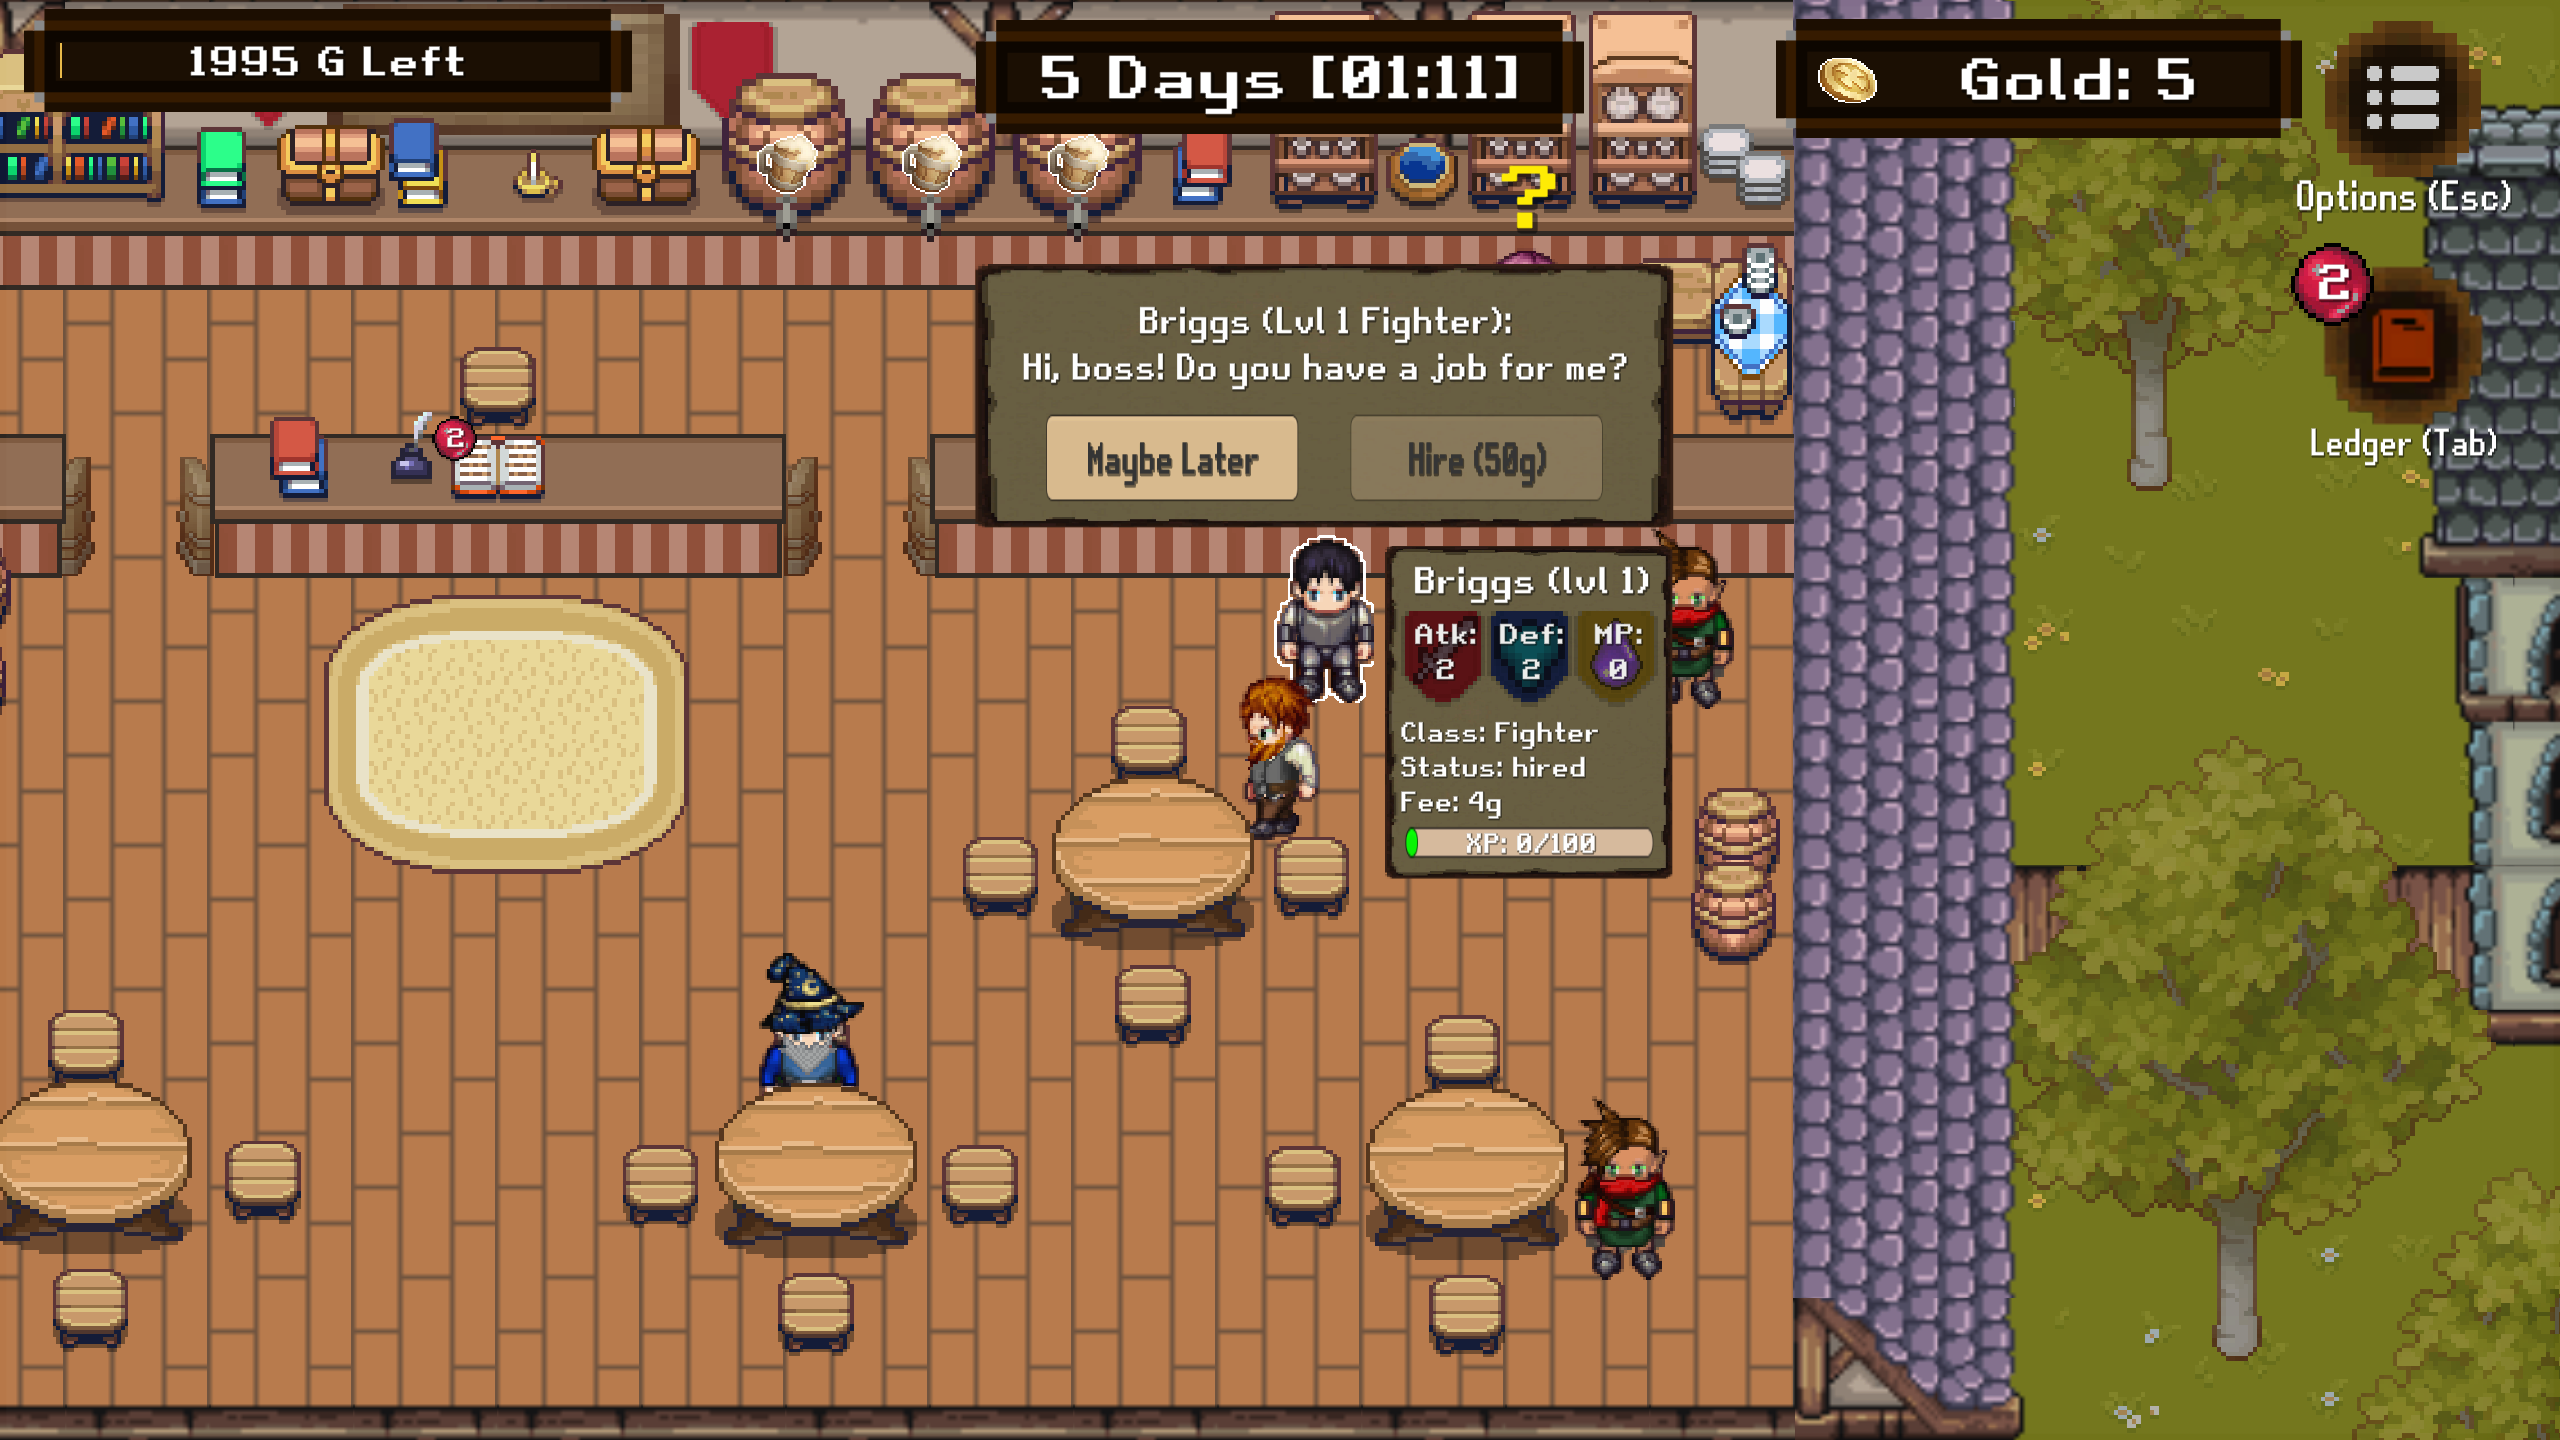 1995 G Left
5 Days [01:11]
Gold: 5
Options (Esc)
2
Ledger (Tab)
?
Briggs (Lvl 1 Fighter):
Hi, boss! Do you have a job for me?
Maybe Later
Hire (50g)
2
Briggs (lvl 1)
Atk: Def: MP:
2 2 0
Class: Fighter
Status: hired
Fee: 4g
XP: 0/100